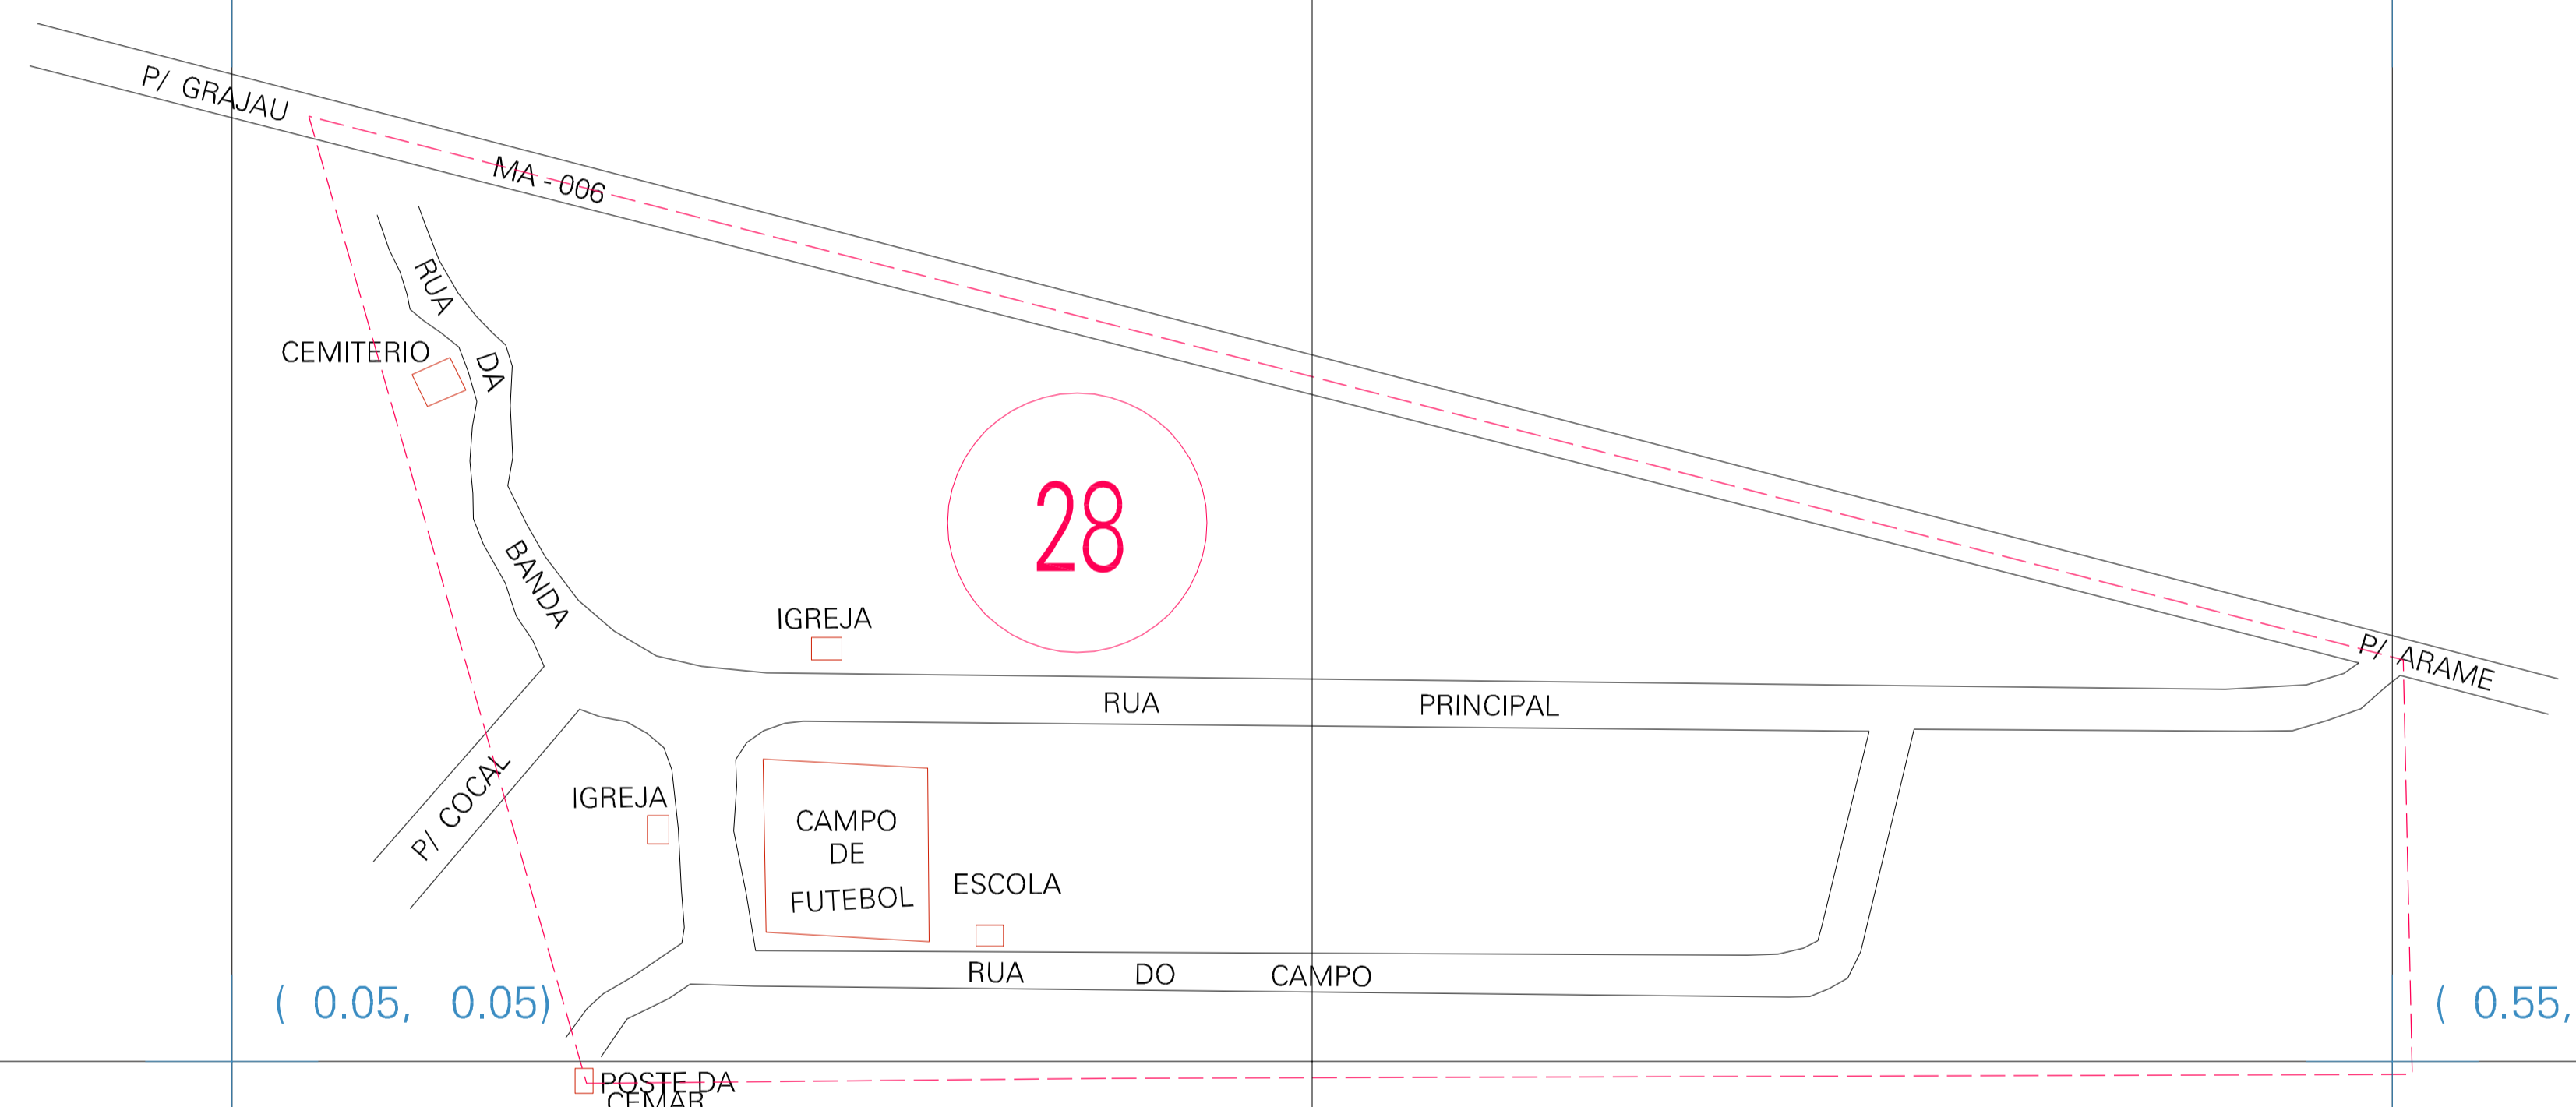 P/ GRAJAU
MA - 006
RUA DA BANDA
CEMITERIO
28
IGREJA
P/ ARAME
RUA PRINCIPAL
P/ COCAL
IGREJA
CAMPO
DE
FUTEBOL
ESCOLA
RUA DO CAMPO
( 0.05, 0.05)
( 0.55,
POSTE DA
CEMAR